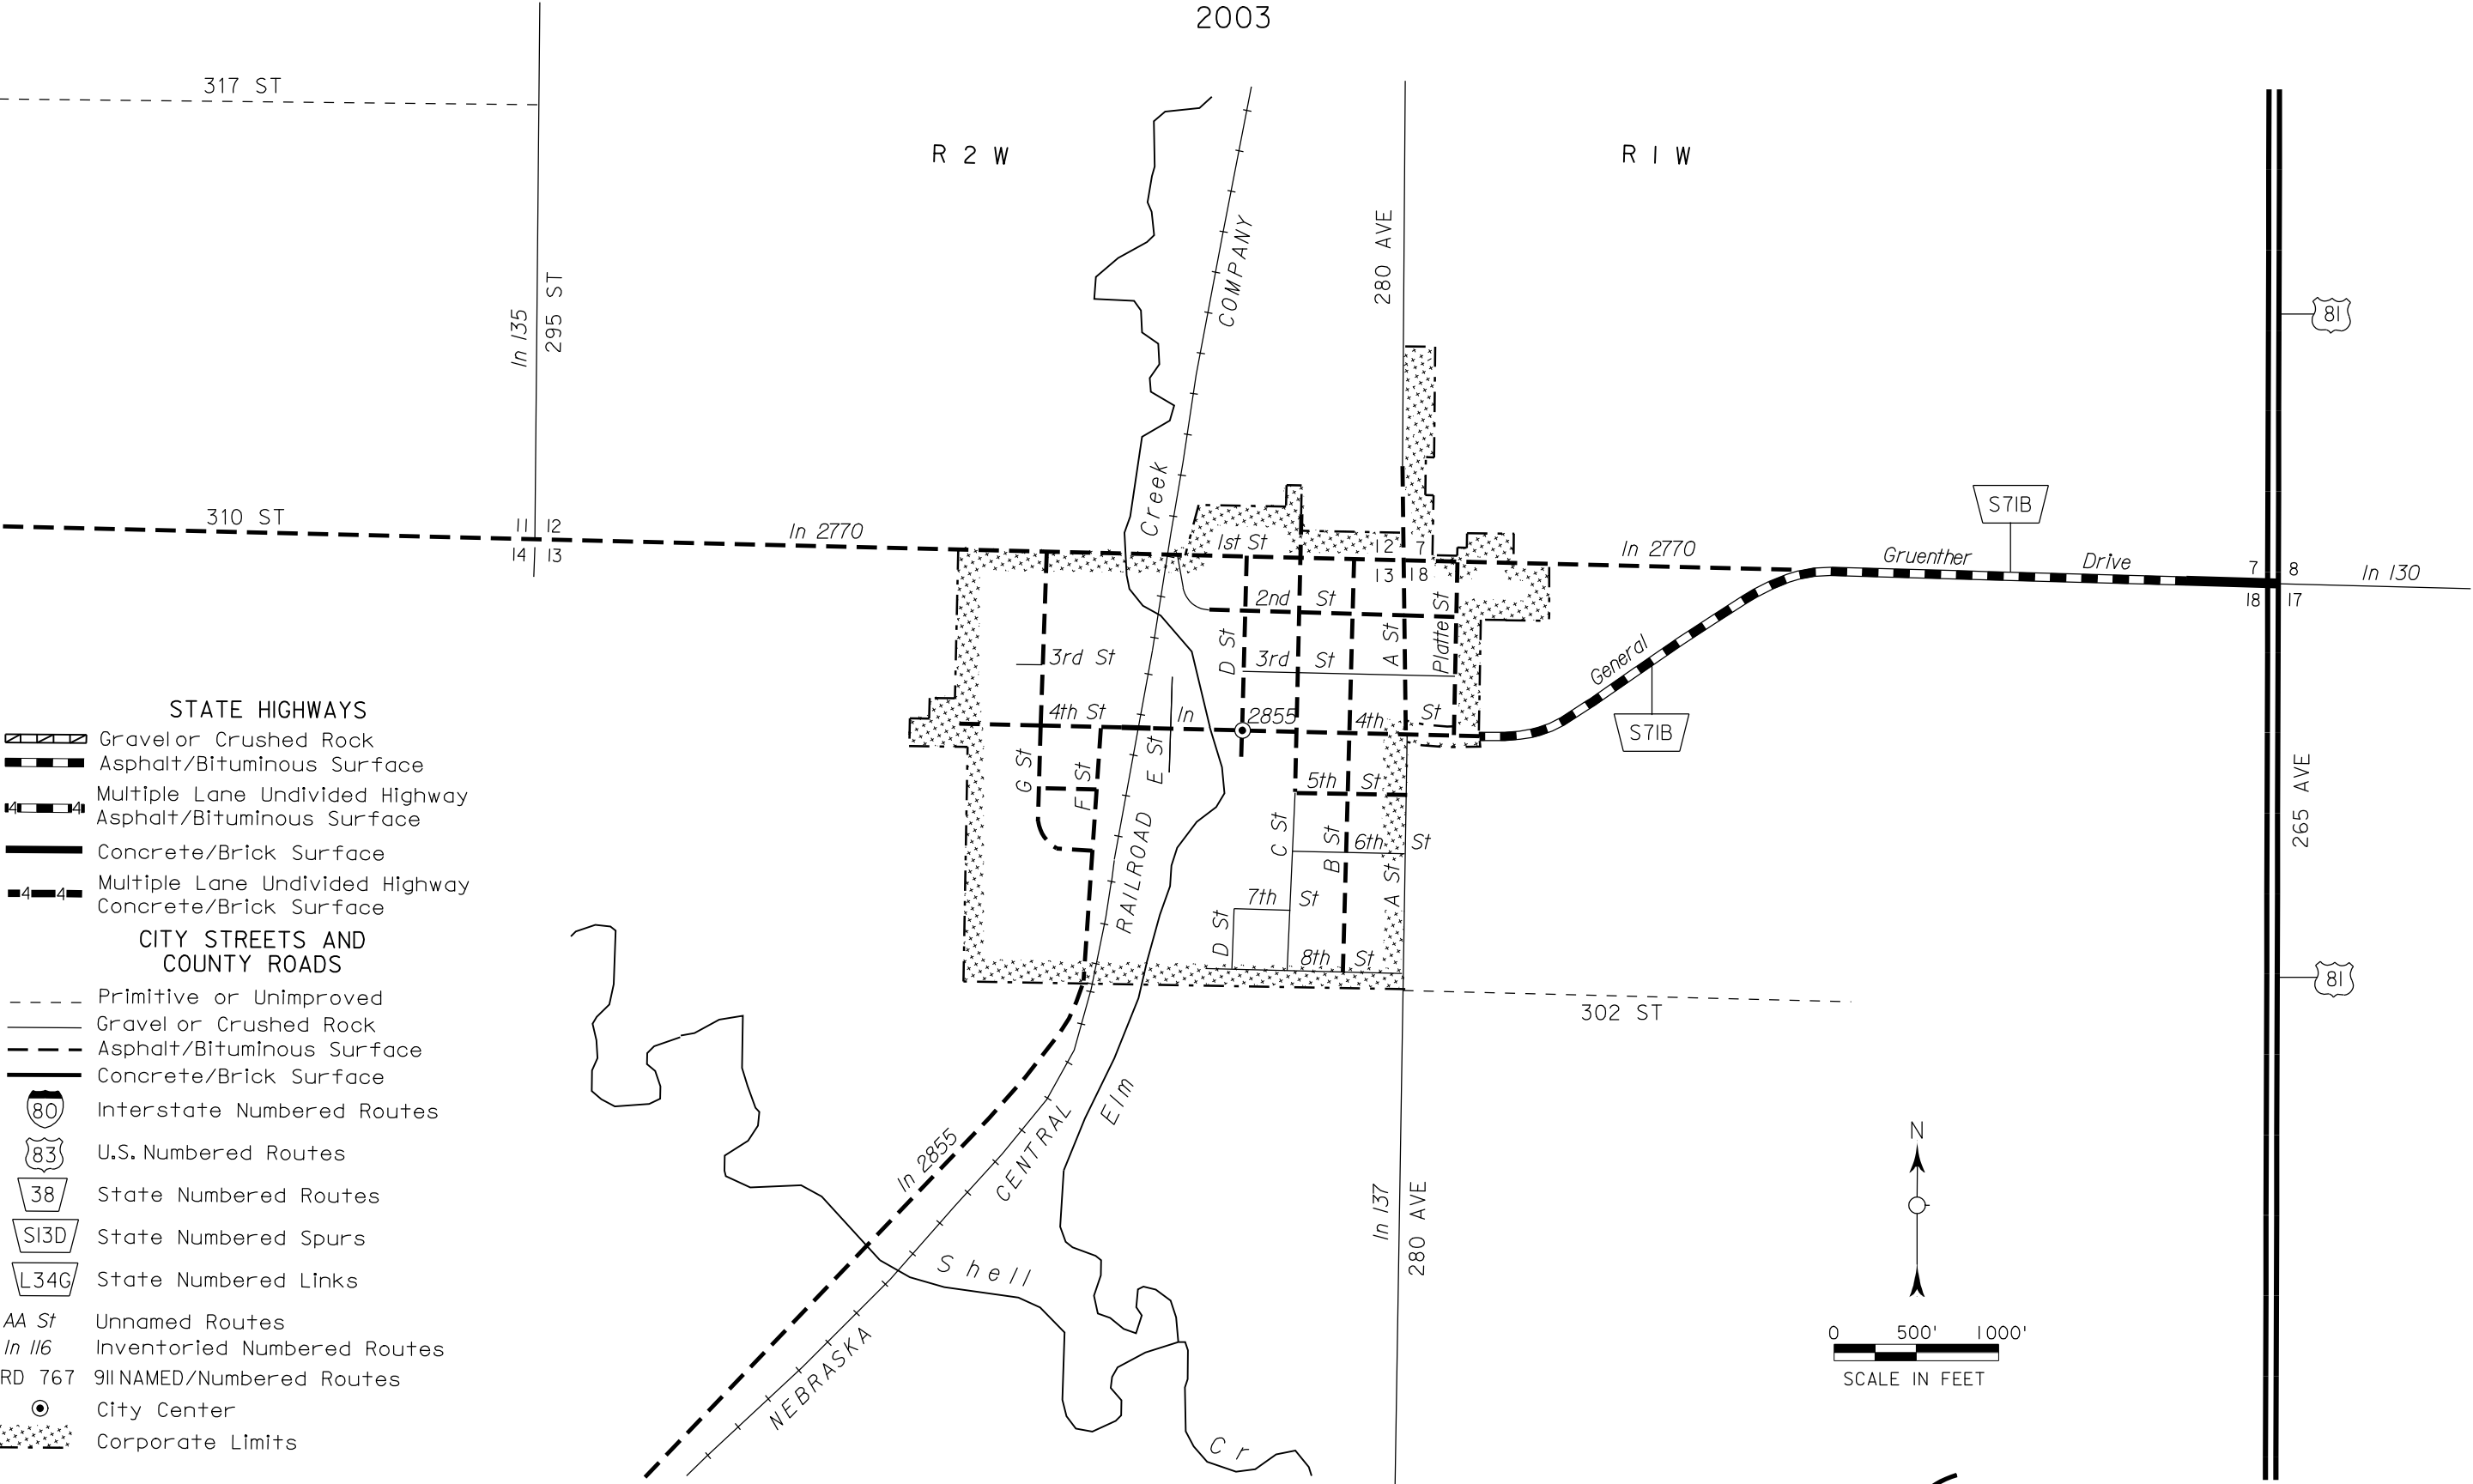 2003
317 ST
R 2 W
R 1 W
In 135
295 ST
COMPANY
280 AVE
81
Creek
S71B
310 ST
11 12
14 13
In 2770
1st St
12 7
13 18
In 2770
Gruenther Drive
7 8
18 17
In 130
2nd St
D St
A St
Platte St
3rd St
3rd St
General
S71B
4th St
In 2855
4th St
G St
F St
E St
5th St
C St
B St
6th St
A St
265 AVE
RAILROAD
7th St
D St
8th St
81
302 ST
Elm
In 2855
CENTRAL
In 137
280 AVE
Shell
NEBRASKA
Cr
N
0 500' 1000'
SCALE IN FEET
STATE HIGHWAYS
Gravel or Crushed Rock
Asphalt/Bituminous Surface
4 4 Multiple Lane Undivided Highway
Asphalt/Bituminous Surface
Concrete/Brick Surface
4 4 Multiple Lane Undivided Highway
Concrete/Brick Surface
CITY STREETS AND
COUNTY ROADS
Primitive or Unimproved
Gravel or Crushed Rock
Asphalt/Bituminous Surface
Concrete/Brick Surface
80 Interstate Numbered Routes
83 U.S. Numbered Routes
38 State Numbered Routes
S13D State Numbered Spurs
L34G State Numbered Links
AA St Unnamed Routes
In 116 Inventoried Numbered Routes
RD 767 911 NAMED/Numbered Routes
City Center
Corporate Limits